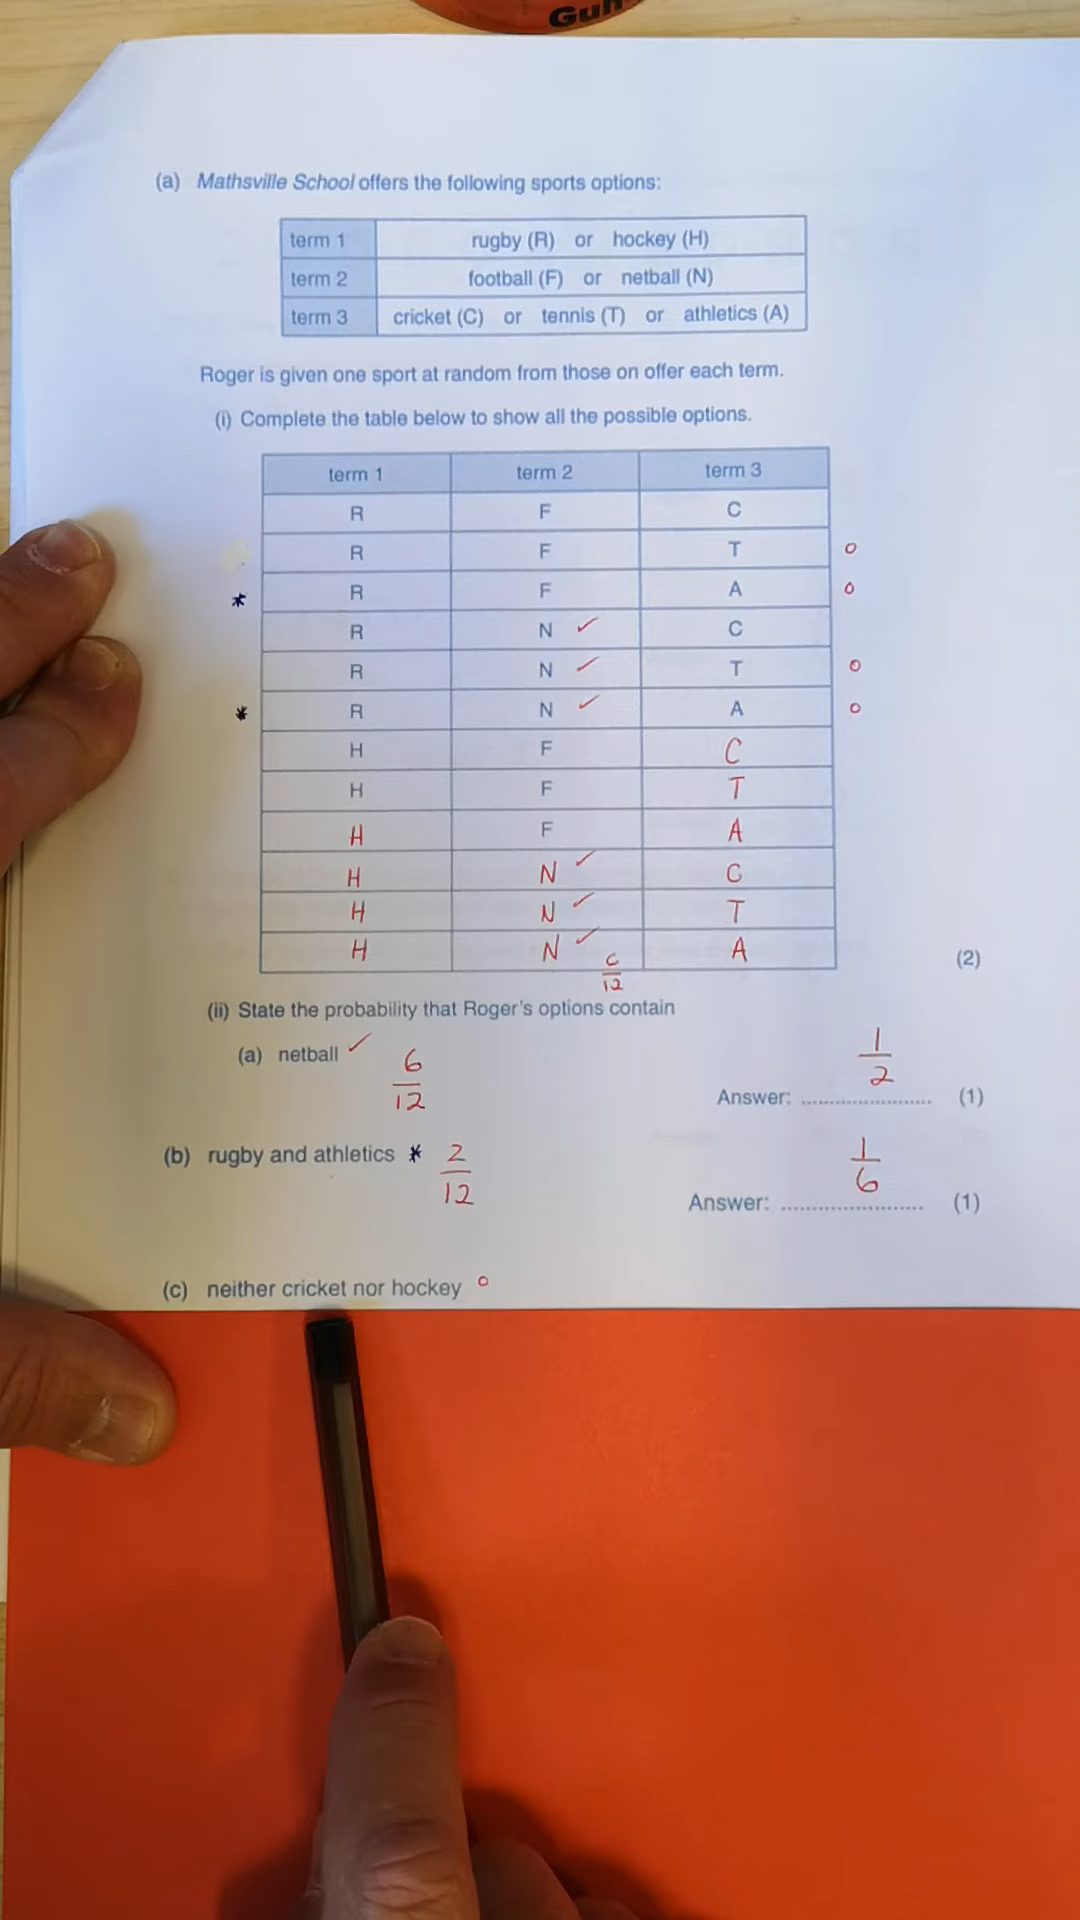 Gul
(a) Mathsville School offers the following sports options:
term 1 rugby (R) or hockey (H)
term 2 football (F) or netball (N)
term 3 cricket (C) or tennis (T) or athletics (A)
Roger is given one sport at random from those on offer each term.
(i) Complete the table below to show all the possible options.
term 1 term 2 term 3
R F C
R F T o
* R F A o
R N ✓ C
R N ✓ T o
* R N ✓ A o
H F C
H F T
H F A
H N ✓ C
H N ✓ T
H N ✓ A
6/12 (2)
(ii) State the probability that Roger's options contain
(a) netball ✓ 6/12 1/2
Answer: ........................ (1)
(b) rugby and athletics * 2/12 1/6
Answer: ........................ (1)
(c) neither cricket nor hockey o